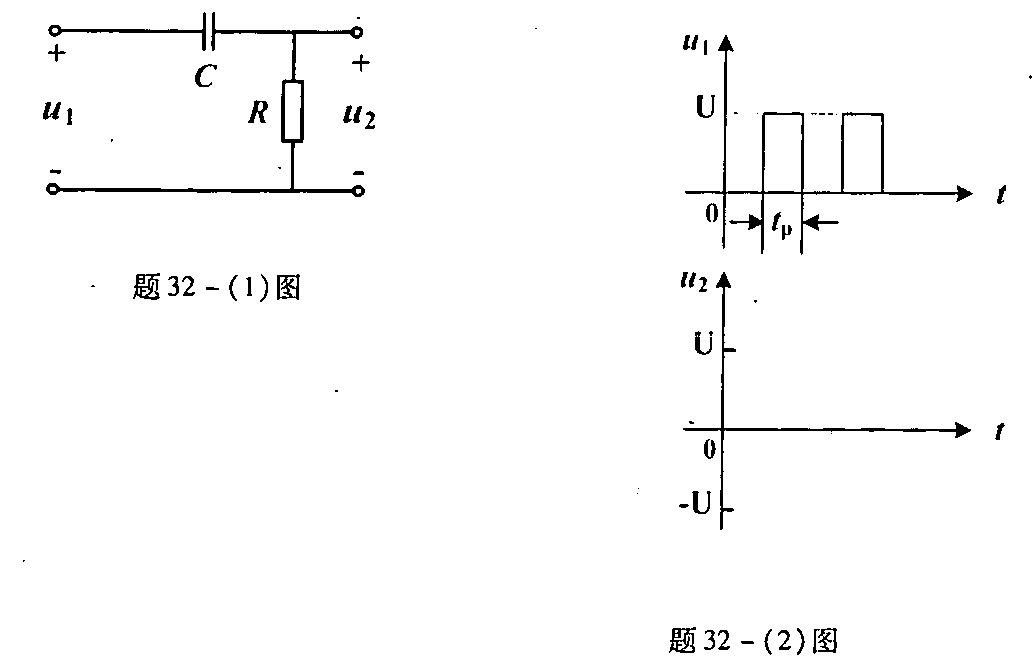 + C +
u1 R u2
- -
题 32 - (1) 图
u1
U
0 tp t
u2
U
0 t
-U
题 32 - (2) 图